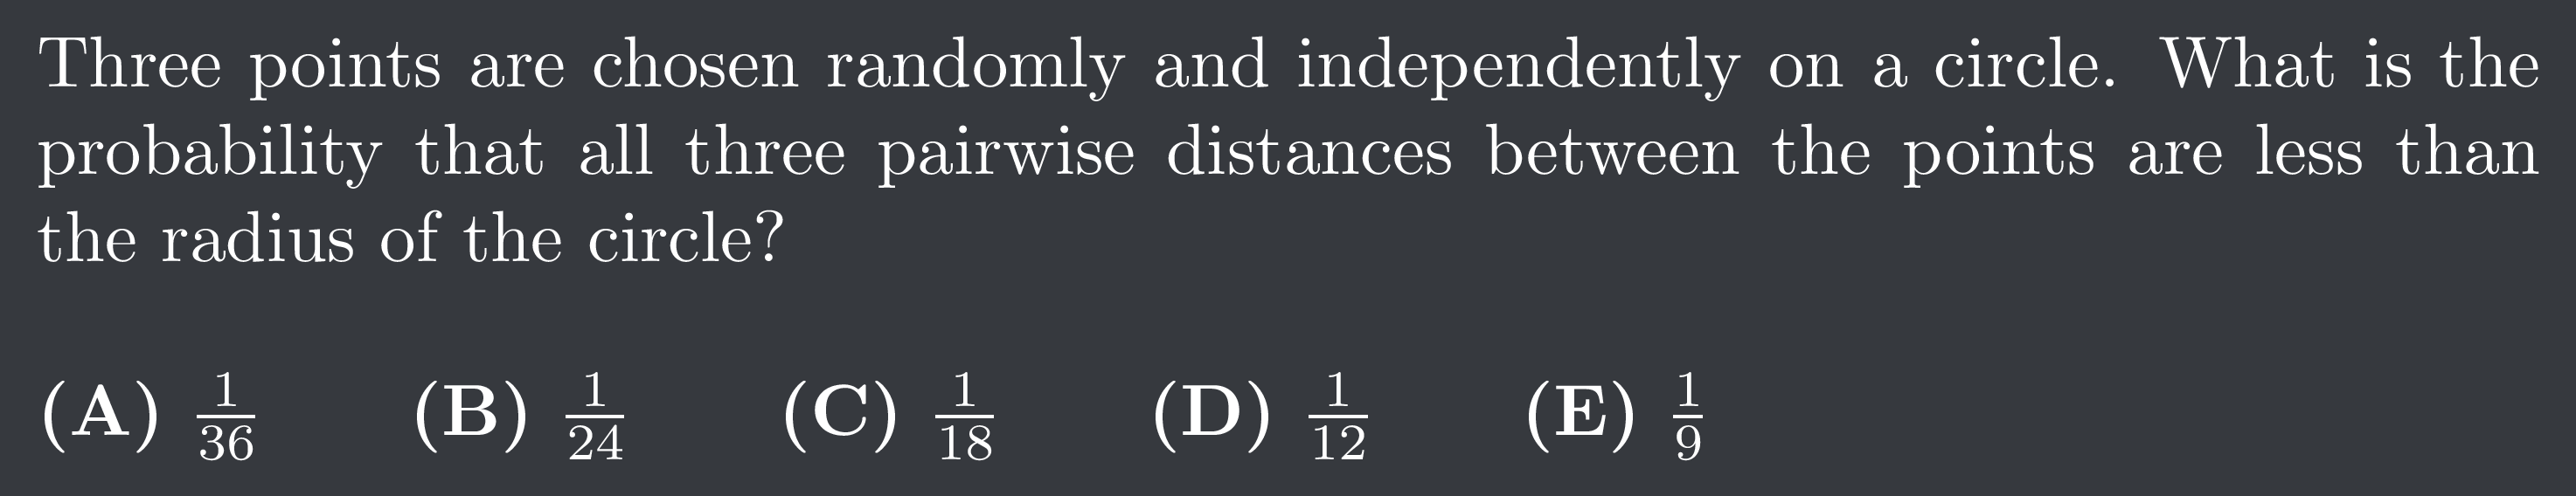 Three points are chosen randomly and independently on a circle. What is the
probability that all three pairwise distances between the points are less than
the radius of the circle?
(A) 1/36 (B) 1/24 (C) 1/18 (D) 1/12 (E) 1/9